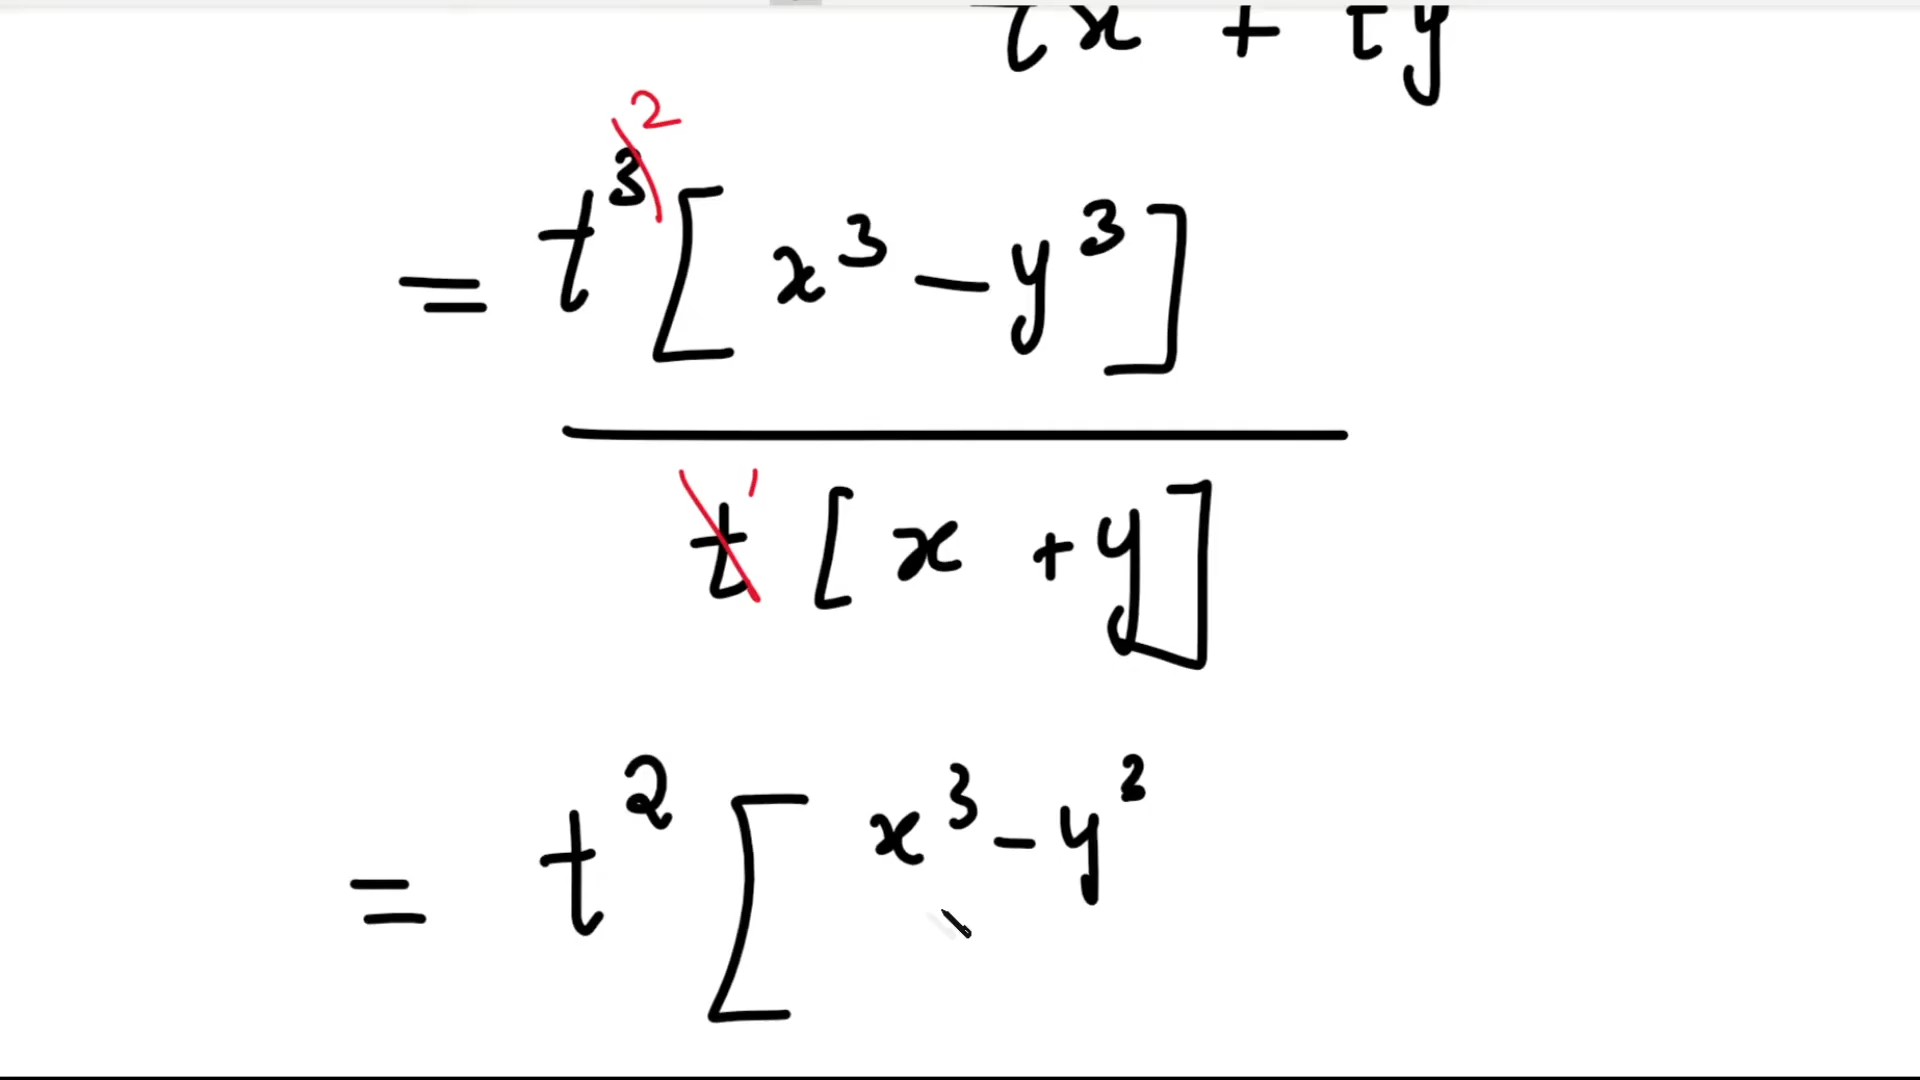 tx + ty
= t³ [ x³ – y³ ] 2
t [ x + y ] 1
= t² [ x³ – y³